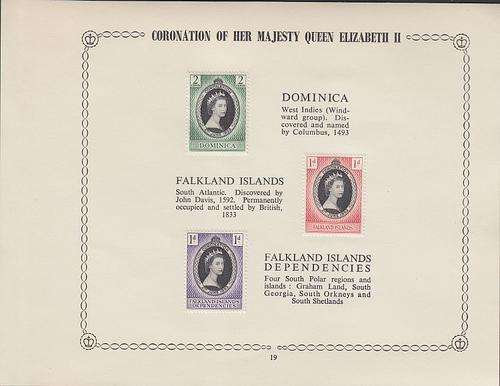 CORONATION OF HER MAJESTY QUEEN ELIZABETH II
2 2
DOMINICA
DOMINICA
West Indies (Wind-
ward group). Dis-
covered and named
by Columbus, 1493
FALKLAND ISLANDS
South Atlantic. Discovered by
John Davis, 1592. Permanently
occupied and settled by British,
1833
1d 1d
FALKLAND ISLANDS
1d 1d
FALKLAND ISLANDS
DEPENDENCIES
FALKLAND ISLANDS
DEPENDENCIES
Four South Polar regions and
islands : Graham Land, South
Georgia, South Orkneys and
South Shetlands
19